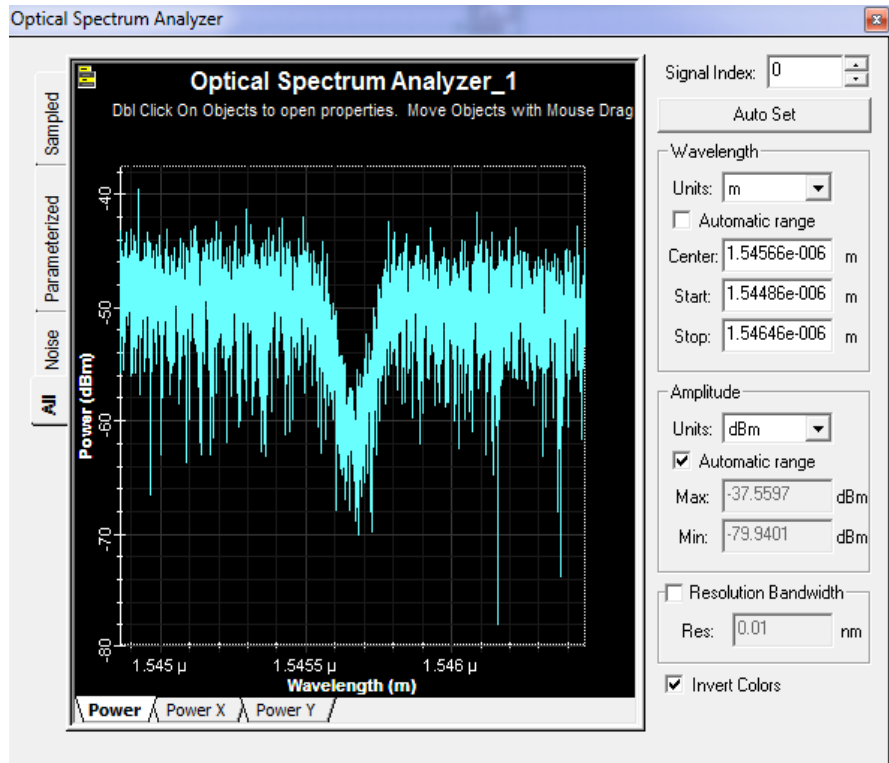 Optical Spectrum Analyzer
Sampled
Parameterized
Noise
All
Optical Spectrum Analyzer_1
Dbl Click On Objects to open properties. Move Objects with Mouse Drag
Power (dBm)
-40
-50
-60
-70
-80
1.545 µ
1.5455 µ
1.546 µ
Wavelength (m)
Power
Power X
Power Y
Signal Index: 0
Auto Set
Wavelength
Units: m
Automatic range
Center: 1.54566e-006 m
Start: 1.54486e-006 m
Stop: 1.54646e-006 m
Amplitude
Units: dBm
Automatic range
Max: -37.5597 dBm
Min: -79.9401 dBm
Resolution Bandwidth
Res: 0.01 nm
Invert Colors